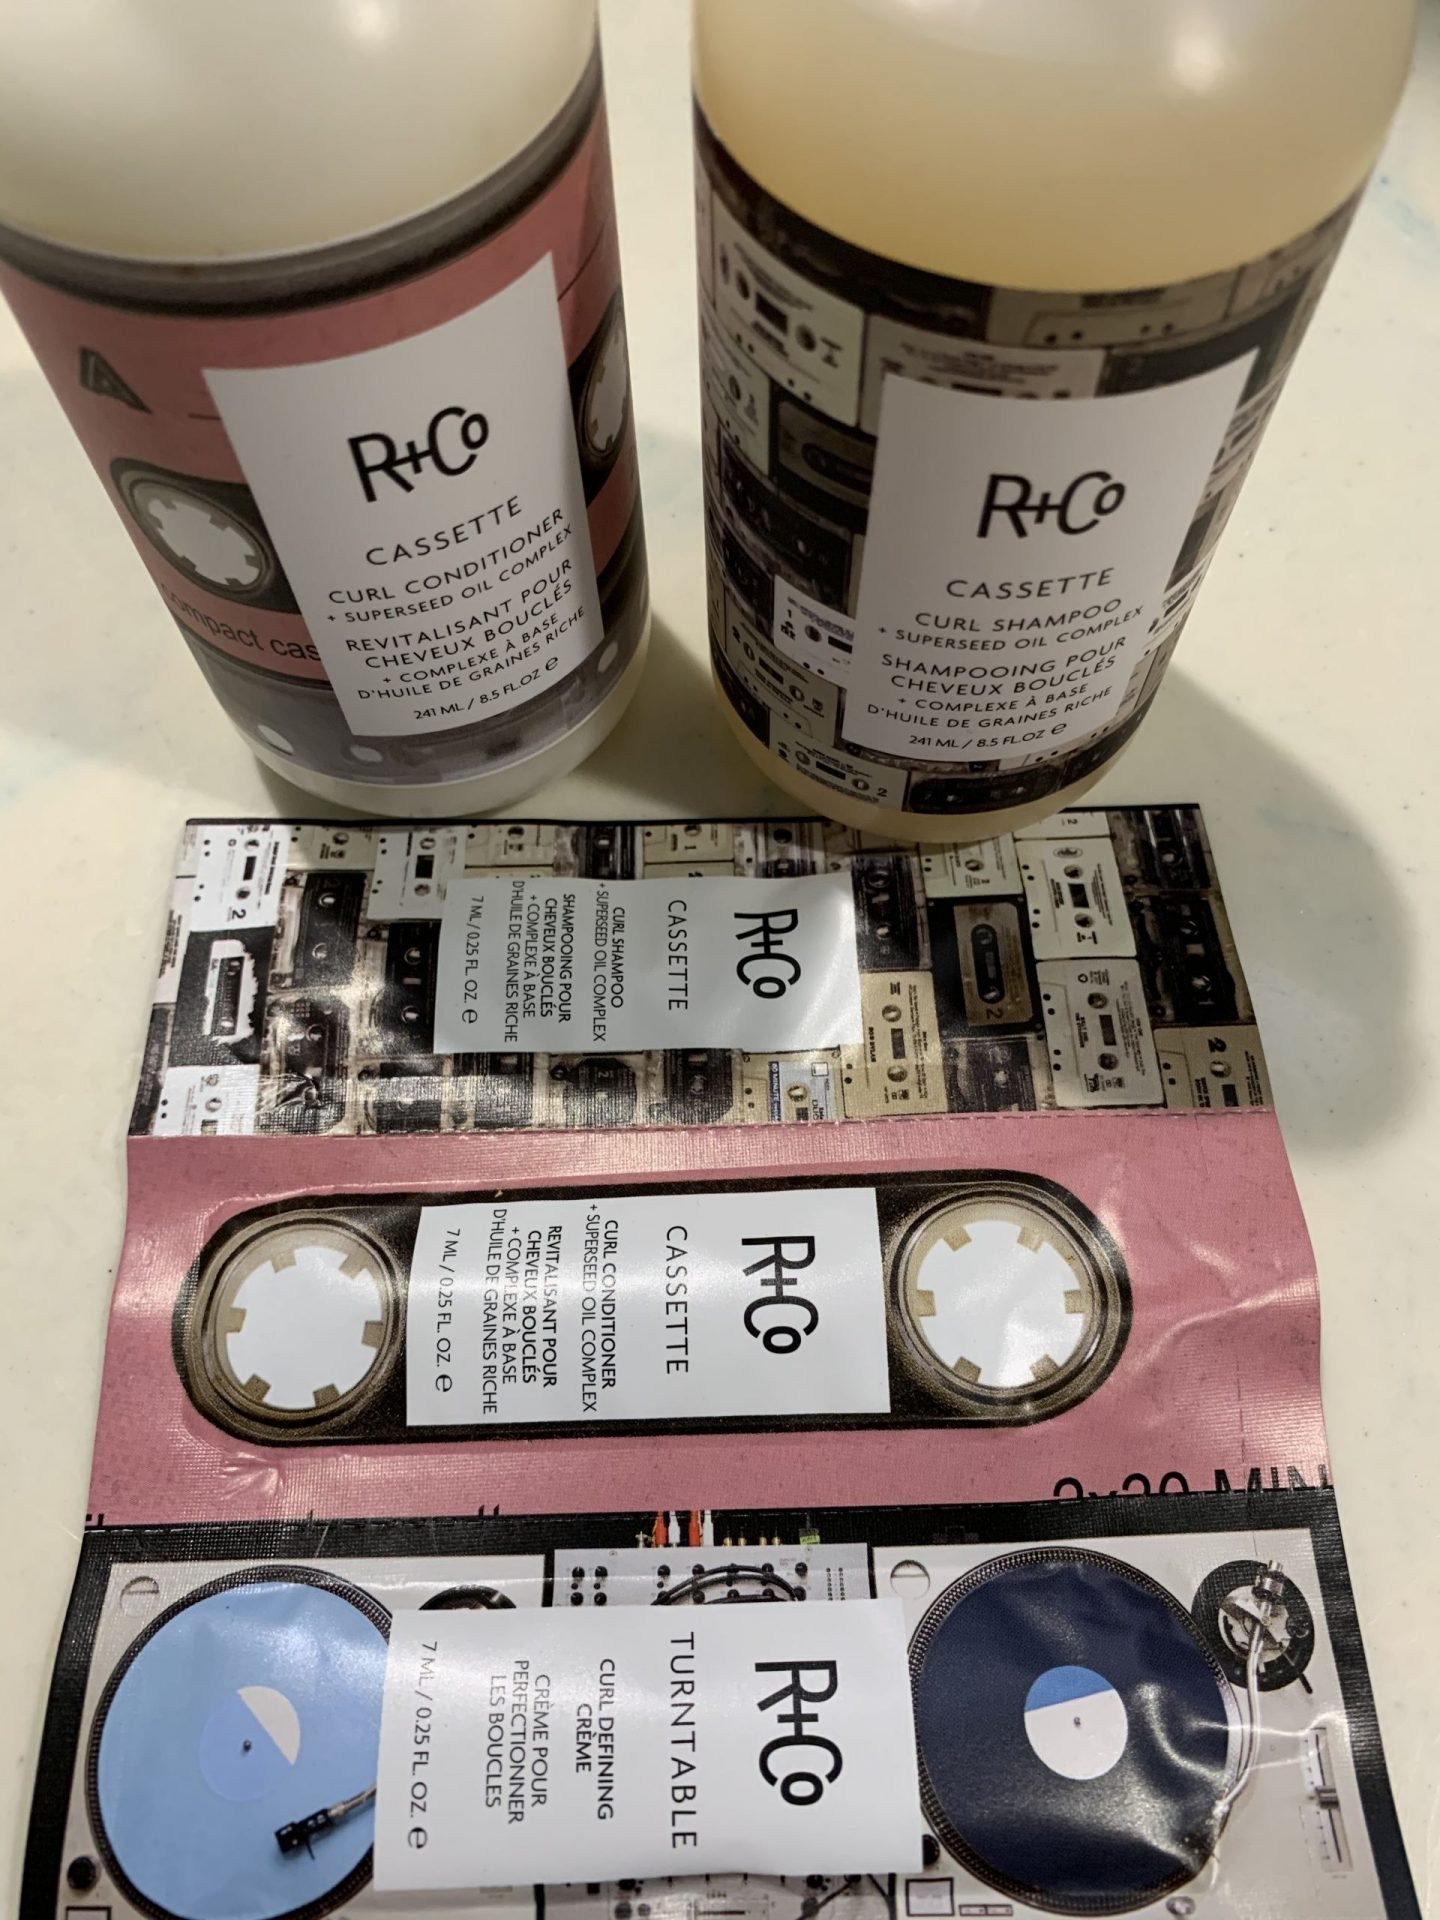 R+Co
CASSETTE
CURL CONDITIONER
+ SUPERSEED OIL COMPLEX
REVITALISANT POUR
CHEVEUX BOUCLÉS
+ COMPLEXE À BASE
D'HUILE DE GRAINES RICHE
241 ML / 8.5 FL.OZ ℮
A
compact cas
R+Co
CASSETTE
CURL SHAMPOO
+ SUPERSEED OIL COMPLEX
SHAMPOOING POUR
CHEVEUX BOUCLÉS
+ COMPLEXE À BASE
D'HUILE DE GRAINES RICHE
241 ML / 8.5 FL.OZ ℮
R+Co
CASSETTE
CURL SHAMPOO
+ SUPERSEED OIL COMPLEX
SHAMPOOING POUR
CHEVEUX BOUCLÉS
+ COMPLEXE À BASE
D'HUILE DE GRAINES RICHE
7 ML / 0.25 FL. OZ. ℮
R+Co
CASSETTE
CURL CONDITIONER
+ SUPERSEED OIL COMPLEX
REVITALISANT POUR
CHEVEUX BOUCLÉS
+ COMPLEXE À BASE
D'HUILE DE GRAINES RICHE
7 ML / 0.25 FL. OZ. ℮
2x30 MIN
R+Co
TURNTABLE
CURL DEFINING
CRÈME
CRÈME POUR
PERFECTIONNER
LES BOUCLES
7 ML / 0.25 FL. OZ. ℮